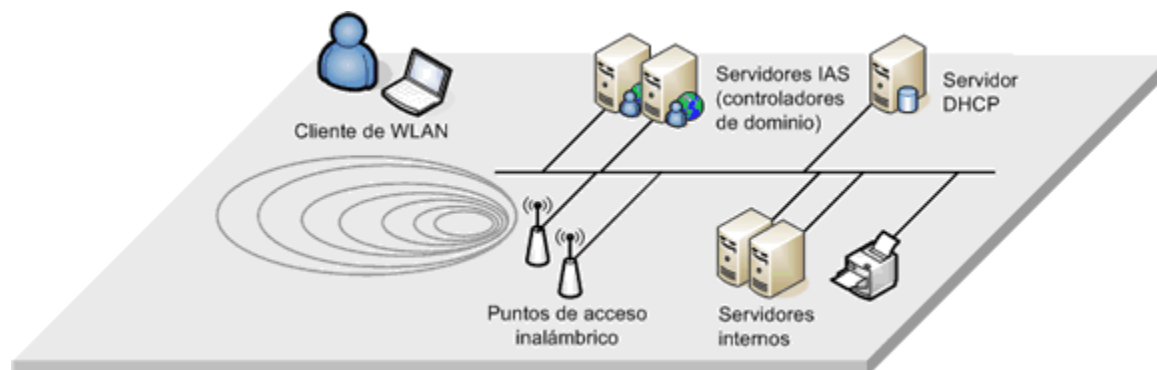 Cliente de WLAN
Servidores IAS
(controladores
de dominio)
Servidor
DHCP
Puntos de acceso
inalámbrico
Servidores
internos